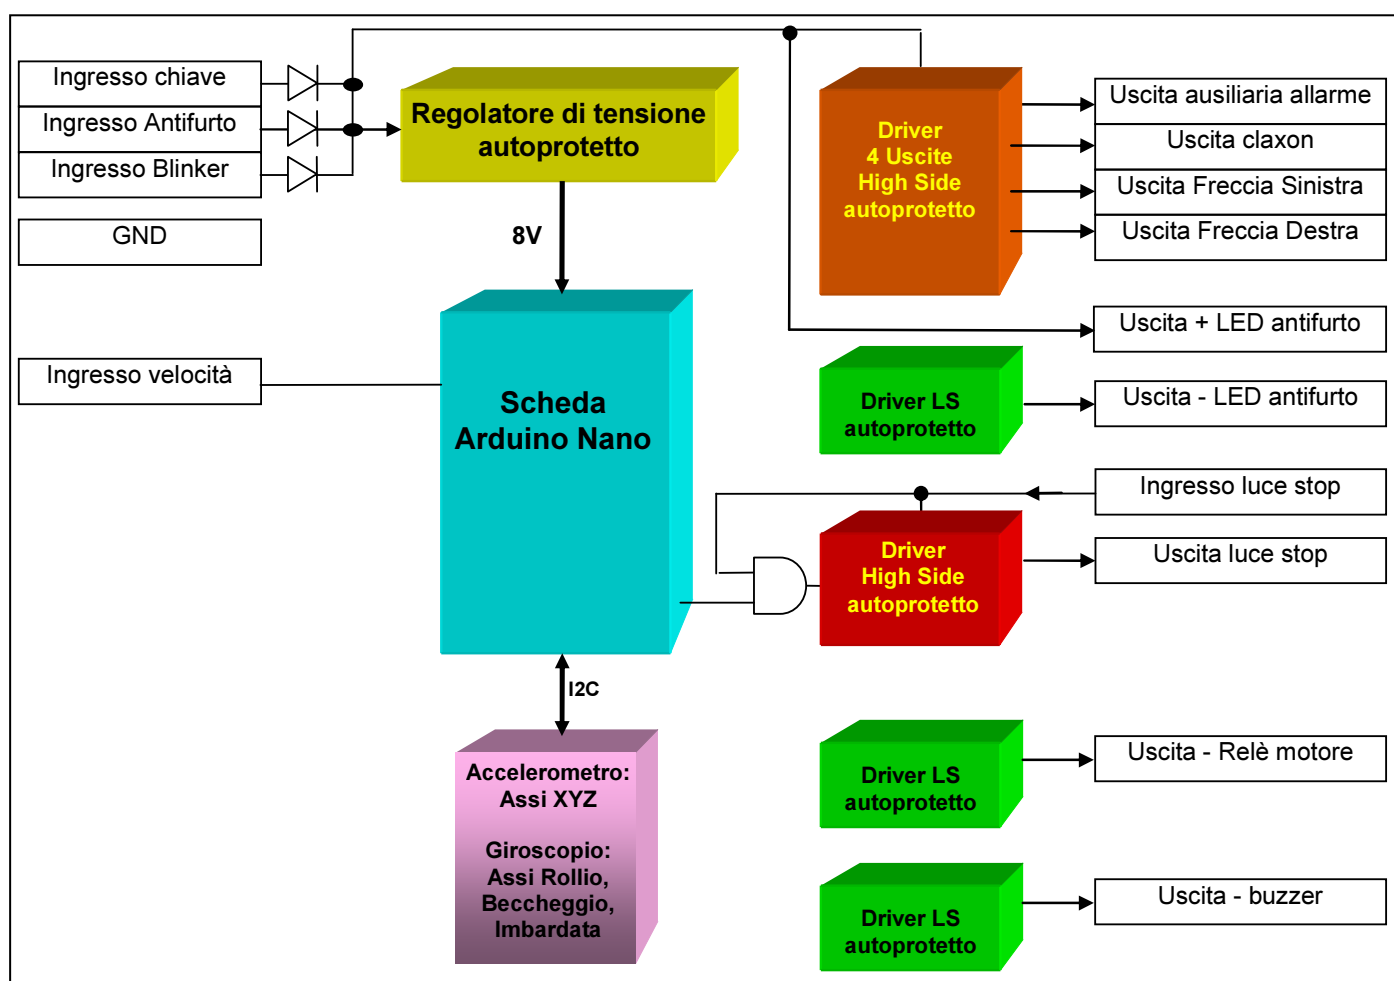 Ingresso chiave
Ingresso Antifurto
Ingresso Blinker
GND
Ingresso velocità
Regolatore di tensione
autoprotetto
8V
Scheda
Arduino Nano
I2C
Accelerometro:
Assi XYZ
Giroscopio:
Assi Rollio,
Beccheggio,
Imbardata
Driver
4 Uscite
High Side
autoprotetto
Uscita ausiliaria allarme
Uscita claxon
Uscita Freccia Sinistra
Uscita Freccia Destra
Uscita + LED antifurto
Driver LS
autoprotetto
Uscita - LED antifurto
Ingresso luce stop
Driver
High Side
autoprotetto
Uscita luce stop
Driver LS
autoprotetto
Uscita - Relè motore
Driver LS
autoprotetto
Uscita - buzzer